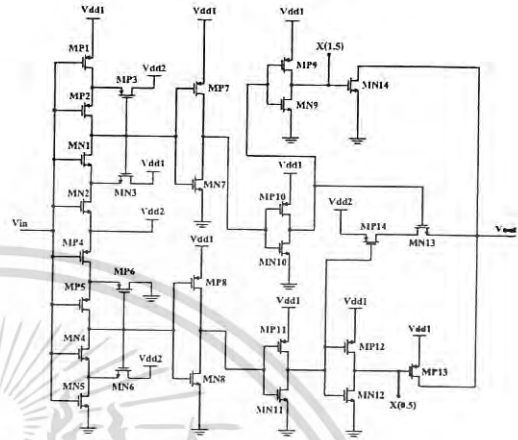 Vdd1
Vdd1
Vdd1
MP1
MP3
Vdd2
MP9
X(1.5)
MP7
MN14
MP2
MN9
MN1
Vdd1
Vdd1
MN2
MN3
MN7
MP10
Vdd2
Vin
Vdd2
MP14
MN13
Vout
MP4
Vdd1
MN10
MP6
MP8
MP5
Vdd1
Vdd1
MP11
MP12
Vdd1
MN4
Vdd2
MN8
MP13
MN5
MN6
MN11
MN12
X(0.5)